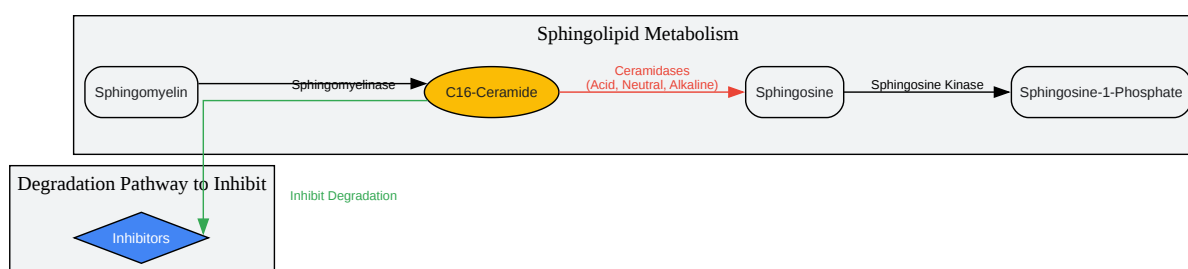 Sphingolipid Metabolism
Sphingomyelin
Sphingomyelinase
C16-Ceramide
Ceramidases
(Acid, Neutral, Alkaline)
Sphingosine
Sphingosine Kinase
Sphingosine-1-Phosphate
Degradation Pathway to Inhibit
Inhibit Degradation
Inhibitors